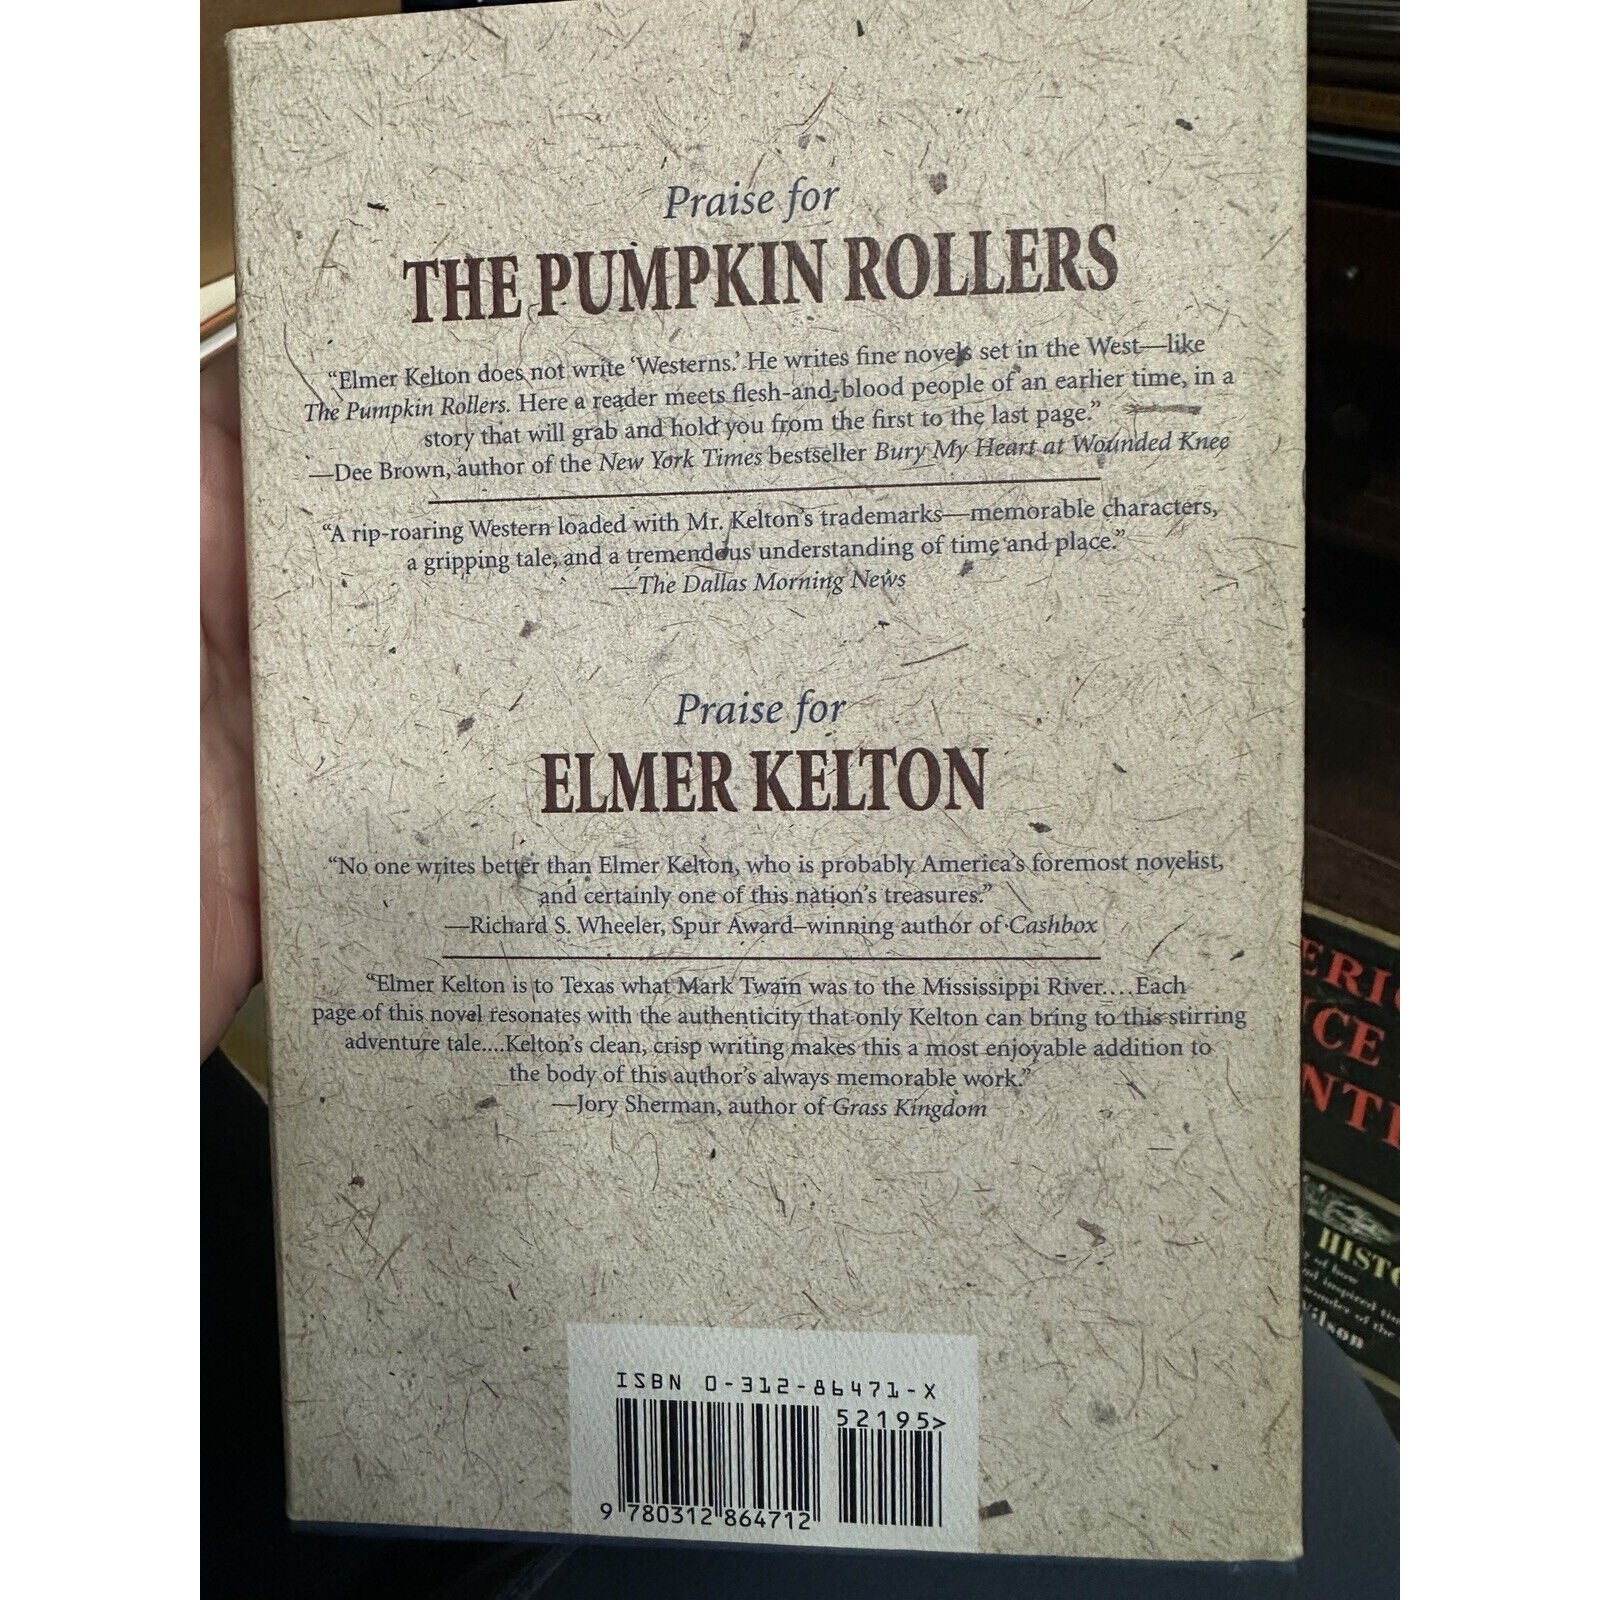 Praise for
THE PUMPKIN ROLLERS
“Elmer Kelton does not write ‘Westerns.’ He writes fine novels set in the West—like
The Pumpkin Rollers. Here a reader meets flesh-and-blood people of an earlier time, in a
story that will grab and hold you from the first to the last page.”
—Dee Brown, author of the New York Times bestseller Bury My Heart at Wounded Knee
“A rip-roaring Western loaded with Mr. Kelton’s trademarks—memorable characters,
a gripping tale, and a tremendous understanding of time and place.”
—The Dallas Morning News
Praise for
ELMER KELTON
“No one writes better than Elmer Kelton, who is probably America’s foremost novelist,
and certainly one of this nation’s treasures.”
—Richard S. Wheeler, Spur Award–winning author of Cashbox
“Elmer Kelton is to Texas what Mark Twain was to the Mississippi River....Each
page of this novel resonates with the authenticity that only Kelton can bring to this stirring
adventure tale....Kelton’s clean, crisp writing makes this a most enjoyable addition to
the body of this author’s always memorable work.”
—Jory Sherman, author of Grass Kingdom
ISBN 0-312-86471-X
52195>
9 780312 864712
ERIC
NCE
NTI
HISTO
of the